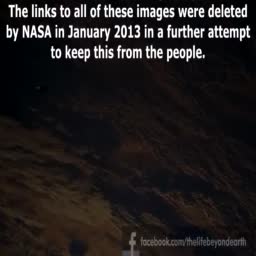 The links to all of these images were deleted
by NASA in January 2013 in a further attempt
to keep this from the people.
facebook.com/thelifebeyondearth